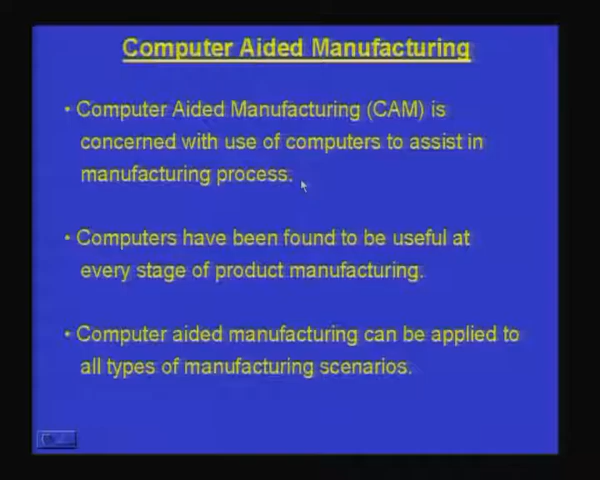 Computer Aided Manufacturing
• Computer Aided Manufacturing (CAM) is
concerned with use of computers to assist in
manufacturing process.
• Computers have been found to be useful at
every stage of product manufacturing.
• Computer aided manufacturing can be applied to
all types of manufacturing scenarios.